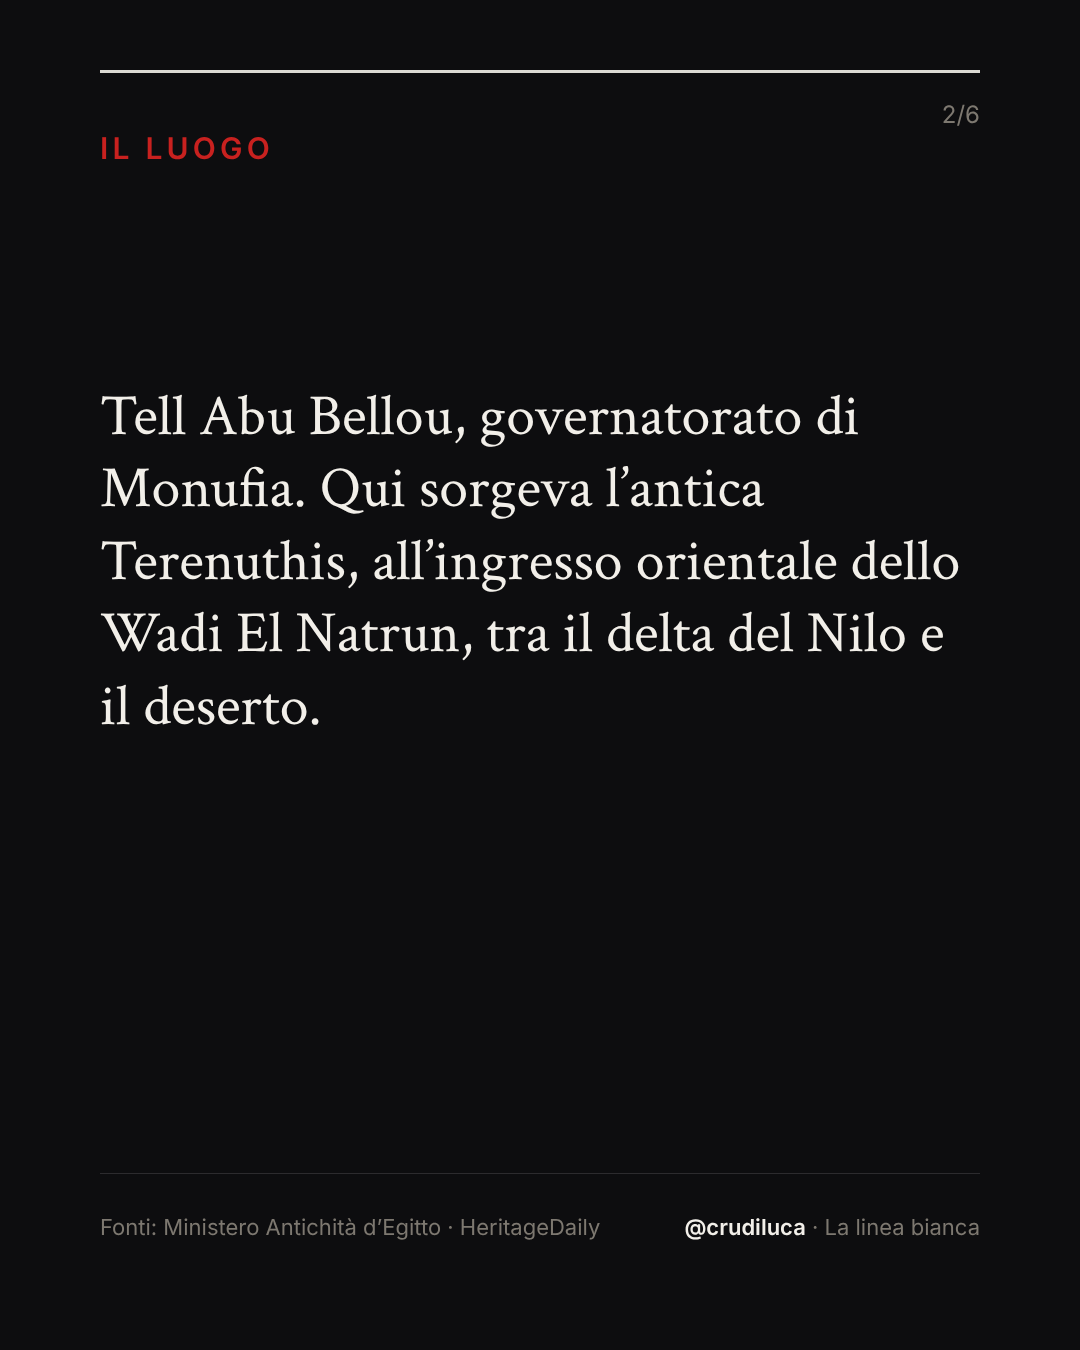 2/6
IL LUOGO
Tell Abu Bellou, governatorato di
Monufia. Qui sorgeva l’antica
Terenuthis, all’ingresso orientale dello
Wadi El Natrun, tra il delta del Nilo e
il deserto.
Fonti: Ministero Antichità d’Egitto · HeritageDaily
@crudiluca · La linea bianca